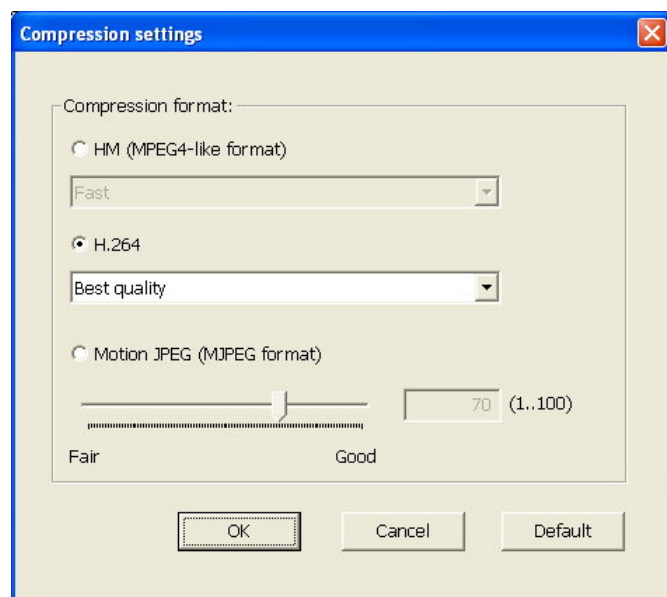 Compression settings
Compression format:
HM (MPEG4-like format)
Fast
H.264
Best quality
Motion JPEG (MJPEG format)
70 (1..100)
Fair Good
OK Cancel Default